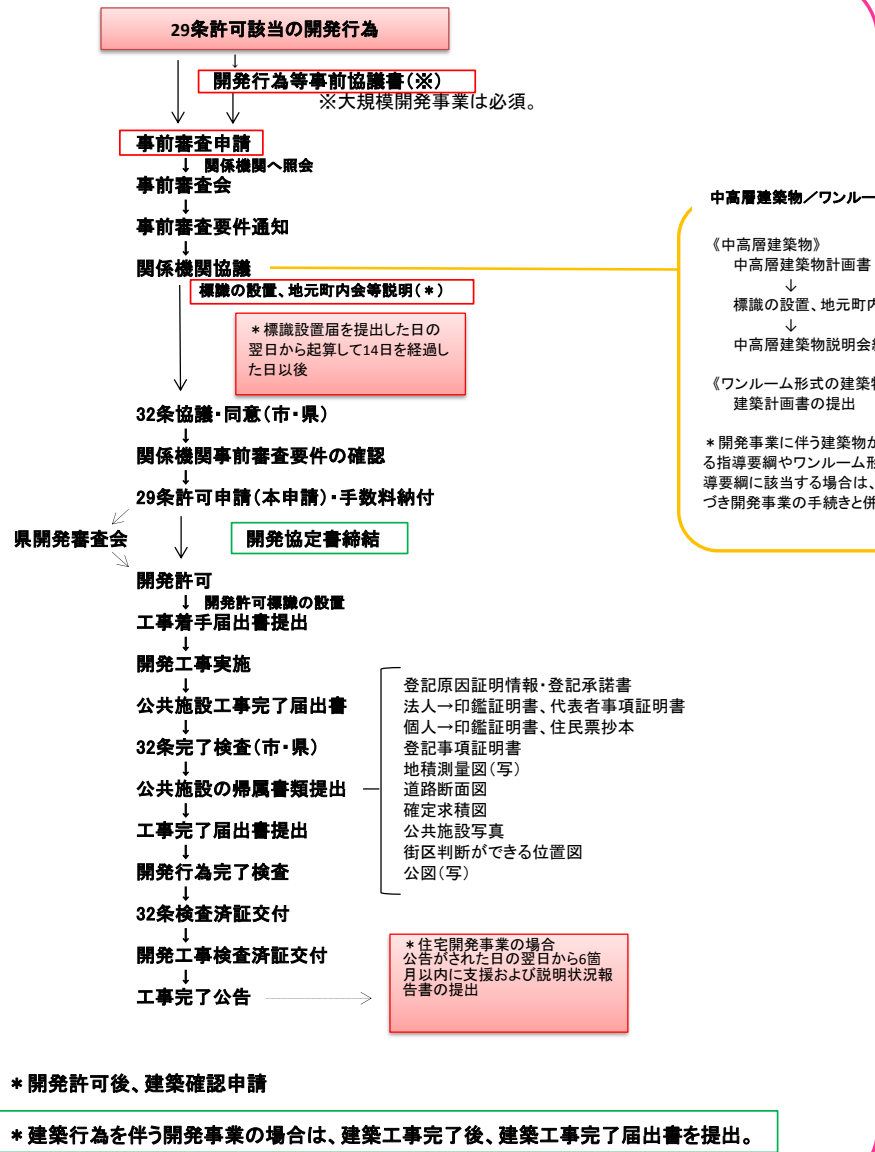 29条許可該当の開発行為
↓
開発行為等事前協議書(※)
※大規模開発事業は必須。
事前審査申請
↓ 関係機関へ照会
事前審査会
↓
事前審査要件通知
↓
関係機関協議
標識の設置、地元町内会等説明(*)
*標識設置届を提出した日の
翌日から起算して14日を経過し
た日以後
32条協議・同意(市・県)
↓
関係機関事前審査要件の確認
↓
29条許可申請(本申請)・手数料納付
県開発審査会
開発協定書締結
開発許可
↓ 開発許可標識の設置
工事着手届出書提出
↓
開発工事実施
↓
公共施設工事完了届出書
↓
32条完了検査(市・県)
↓
公共施設の帰属書類提出
↓
工事完了届出書提出
↓
開発行為完了検査
↓
32条検査済証交付
↓
開発工事検査済証交付
↓
工事完了公告
登記原因証明情報・登記承諾書
法人→印鑑証明書、代表者事項証明書
個人→印鑑証明書、住民票抄本
登記事項証明書
地積測量図(写)
道路断面図
確定求積図
公共施設写真
街区判断ができる位置図
公図(写)
*住宅開発事業の場合
公告がされた日の翌日から6箇
月以内に支援および説明状況報
告書の提出
中高層建築物/ワンルー
《中高層建築物》
中高層建築物計画書
↓
標識の設置、地元町
↓
中高層建築物説明会
《ワンルーム形式の建築
建築計画書の提出
*開発事業に伴う建築物が
る指導要綱やワンルーム形
導要綱に該当する場合は、
づき開発事業の手続きと併
*開発許可後、建築確認申請
*建築行為を伴う開発事業の場合は、建築工事完了後、建築工事完了届出書を提出。